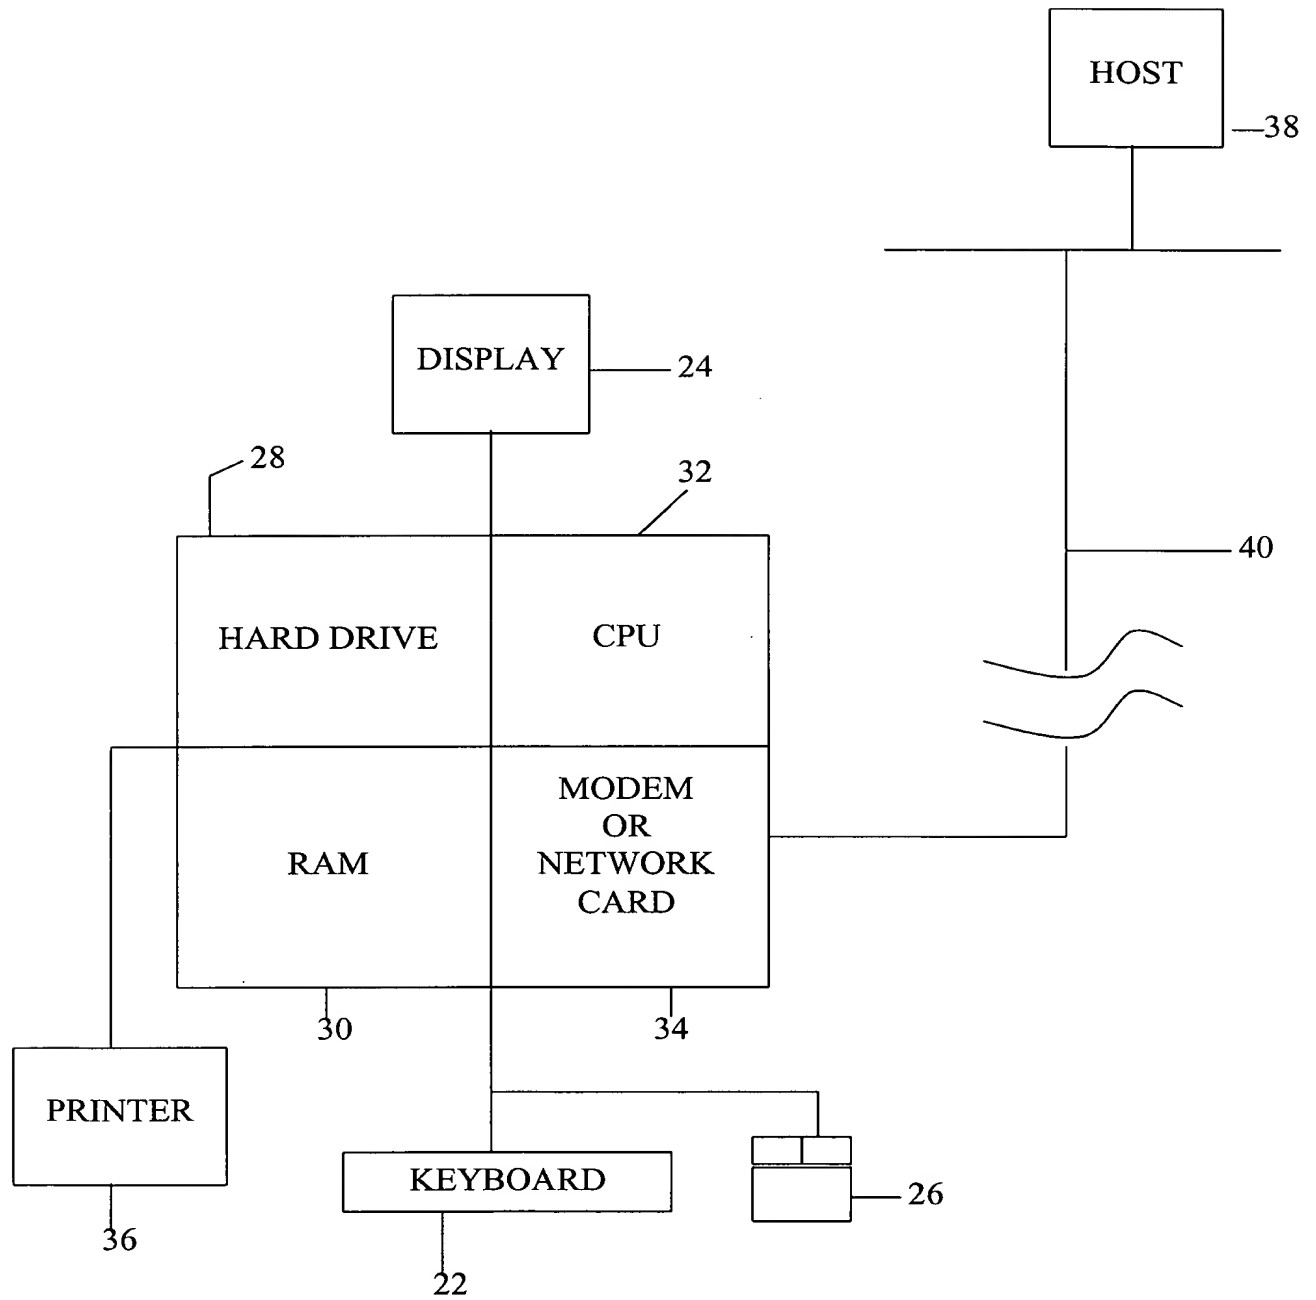 HOST
38
DISPLAY
24
28
32
40
HARD DRIVE
CPU
MODEM
OR
NETWORK
CARD
RAM
30
34
PRINTER
KEYBOARD
26
36
22